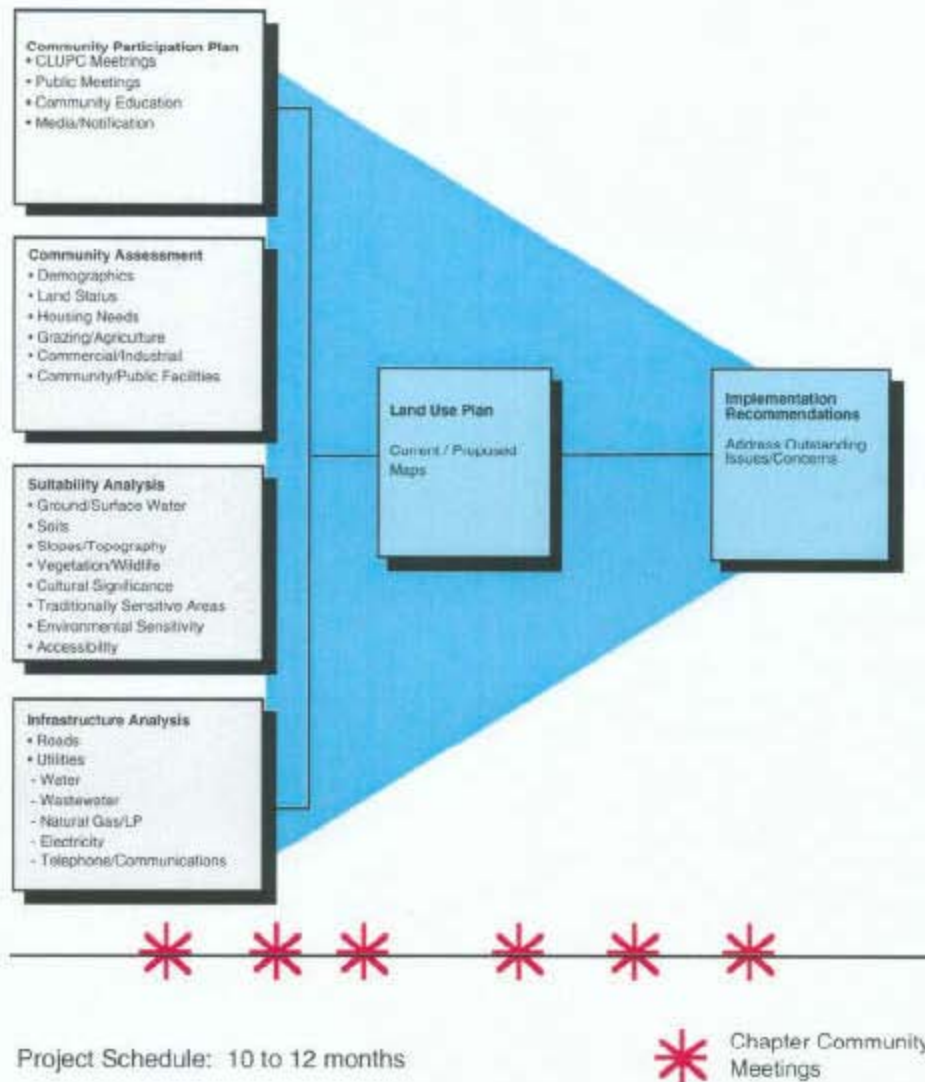 Community Participation Plan
• CLUPC Meetrings
• Public Meetings
• Community Education
• Media/Notification
Community Assessment
• Demographics
• Land Status
• Housing Needs
• Grazing/Agriculture
• Commercial/Industrial
• Community/Public Facilities
Suitability Analysis
• Ground/Surface Water
• Soils
• Slopes/Topography
• Vegetation/Wildlife
• Cultural Significance
• Traditionally Sensitive Areas
• Environmental Sensitivity
• Accessibility
Infrastructure Analysis
• Roads
• Utilities
- Water
- Wastewater
- Natural Gas/LP
- Electricity
- Telephone/Communications
Land Use Plan
Current / Proposed
Maps
Implementation
Recommendations
Address Outstanding
Issues/Concerns
Project Schedule: 10 to 12 months
Chapter Community
Meetings